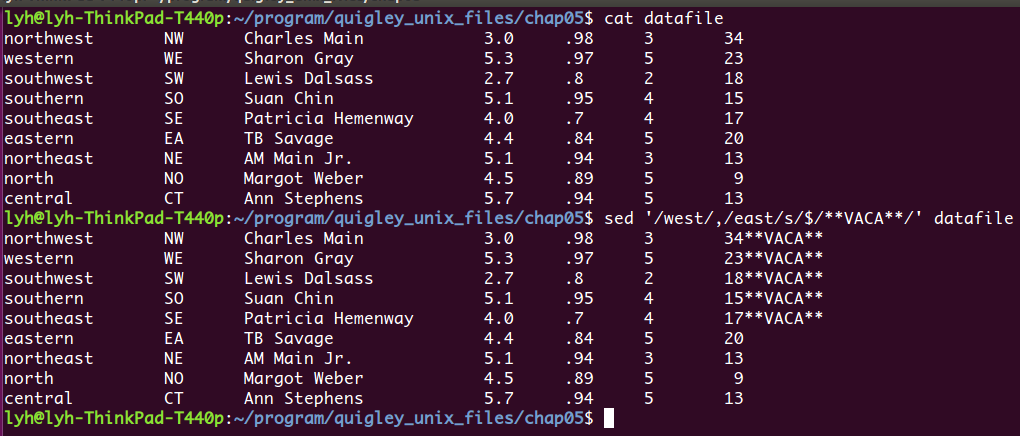 lyh@lyh-ThinkPad-T440p:~/program/quigley_unix_files/chap05$ cat datafile
northwest NW Charles Main 3.0 .98 3 34
western WE Sharon Gray 5.3 .97 5 23
southwest SW Lewis Dalsass 2.7 .8 2 18
southern SO Suan Chin 5.1 .95 4 15
southeast SE Patricia Hemenway 4.0 .7 4 17
eastern EA TB Savage 4.4 .84 5 20
northeast NE AM Main Jr. 5.1 .94 3 13
north NO Margot Weber 4.5 .89 5 9
central CT Ann Stephens 5.7 .94 5 13
lyh@lyh-ThinkPad-T440p:~/program/quigley_unix_files/chap05$ sed '/west/,/east/s/$/**VACA**/' datafile
northwest NW Charles Main 3.0 .98 3 34**VACA**
western WE Sharon Gray 5.3 .97 5 23**VACA**
southwest SW Lewis Dalsass 2.7 .8 2 18**VACA**
southern SO Suan Chin 5.1 .95 4 15**VACA**
southeast SE Patricia Hemenway 4.0 .7 4 17**VACA**
eastern EA TB Savage 4.4 .84 5 20
northeast NE AM Main Jr. 5.1 .94 3 13
north NO Margot Weber 4.5 .89 5 9
central CT Ann Stephens 5.7 .94 5 13
lyh@lyh-ThinkPad-T440p:~/program/quigley_unix_files/chap05$